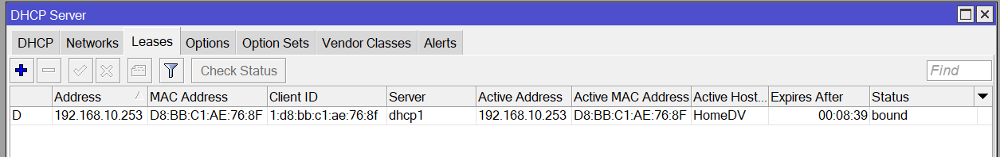 DHCP Server
DHCP Networks Leases Options Option Sets Vendor Classes Alerts
Check Status Find
Address MAC Address Client ID Server Active Address Active MAC Address Active Host... Expires After Status
D 192.168.10.253 D8:BB:C1:AE:76:8F 1:d8:bb:c1:ae:76:8f dhcp1 192.168.10.253 D8:BB:C1:AE:76:8F HomeDV 00:08:39 bound